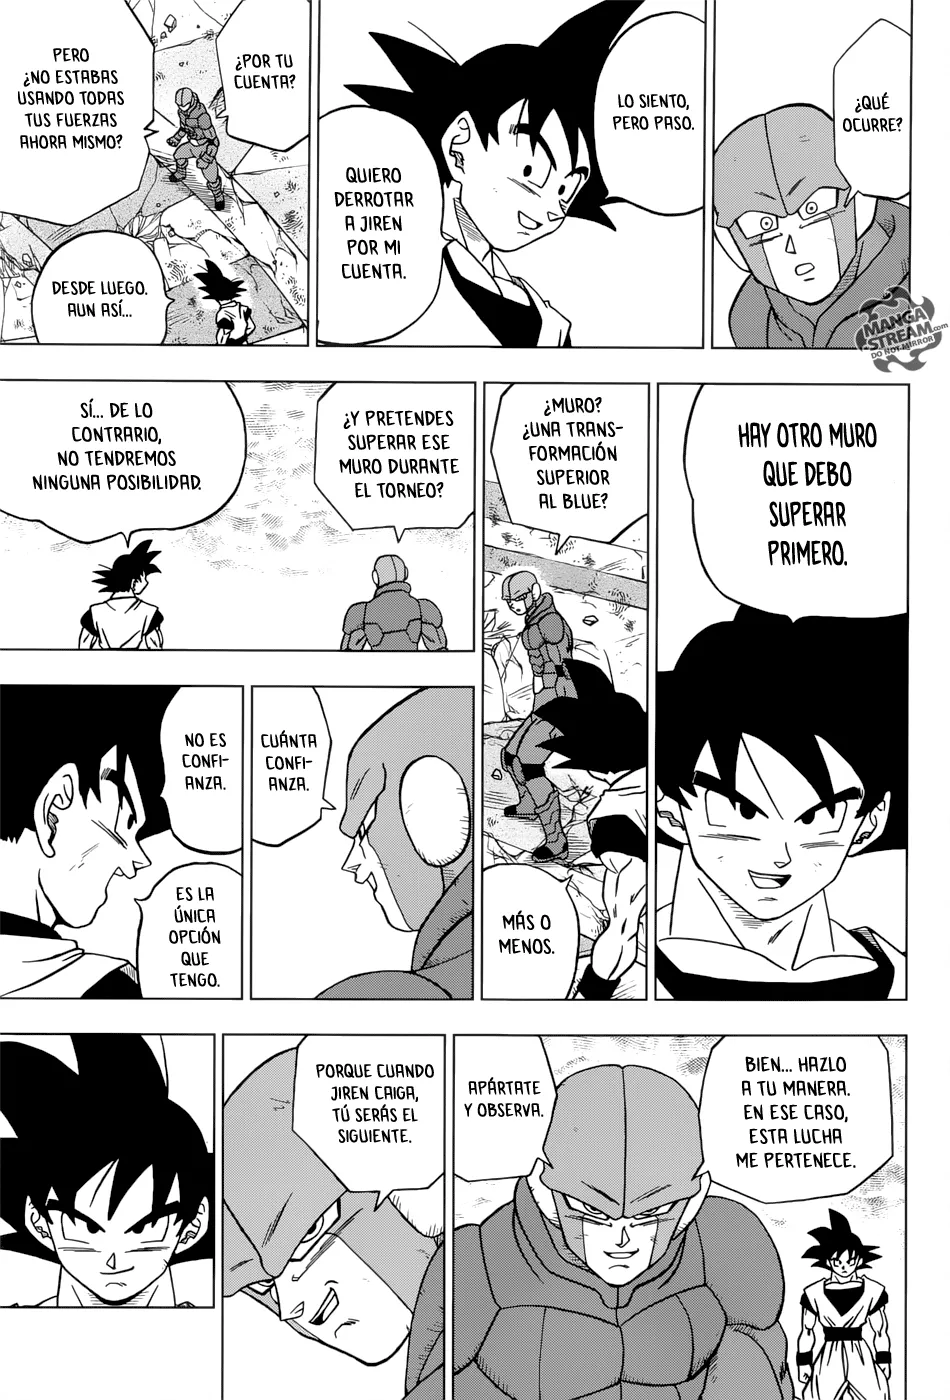 ¿QUÉ
OCURRE?
LO SIENTO,
PERO PASO.
QUIERO
DERROTAR
A JIREN
POR MI
CUENTA.
¿POR TU
CUENTA?
PERO
¿NO ESTABAS
USANDO TODAS
TUS FUERZAS
AHORA MISMO?
DESDE LUEGO.
AUN ASÍ...
MANGA
STREAM.com
DO NOT MIRROR!
HAY OTRO MURO
QUE DEBO
SUPERAR
PRIMERO.
¿MURO?
¿UNA TRANS-
FORMACIÓN
SUPERIOR
AL BLUE?
MÁS O
MENOS.
¿Y PRETENDES
SUPERAR ESE
MURO DURANTE
EL TORNEO?
SÍ... DE LO
CONTRARIO,
NO TENDREMOS
NINGUNA POSIBILIDAD.
CUÁNTA
CONFI-
ANZA.
NO ES
CONFI-
ANZA.
ES LA
ÚNICA
OPCIÓN
QUE
TENGO.
BIEN... HAZLO
A TU MANERA.
EN ESE CASO,
ESTA LUCHA
ME PERTENECE.
APÁRTATE
Y OBSERVA.
PORQUE CUANDO
JIREN CAIGA,
TÚ SERÁS EL
SIGUIENTE.